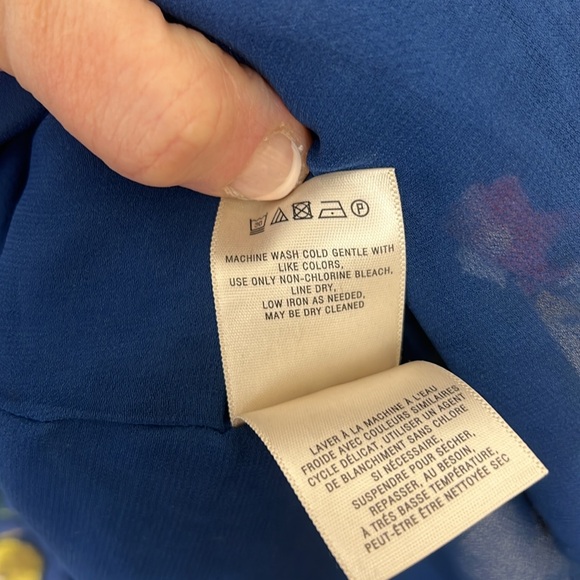 MACHINE WASH COLD GENTLE WITH
LIKE COLORS,
USE ONLY NON-CHLORINE BLEACH,
LINE DRY,
LOW IRON AS NEEDED,
MAY BE DRY CLEANED
LAVER À LA MACHINE À L'EAU
FROIDE AVEC COULEURS SIMILAIRES
CYCLE DÉLICAT. UTILISER UN AGENT
DE BLANCHIMENT SANS CHLORE
SI NÉCESSAIRE,
SUSPENDRE POUR SÉCHER,
REPASSER, AU BESOIN,
À TRÈS BASSE TEMPÉRATURE,
PEUT-ÊTRE ÊTRE NETTOYÉE SEC